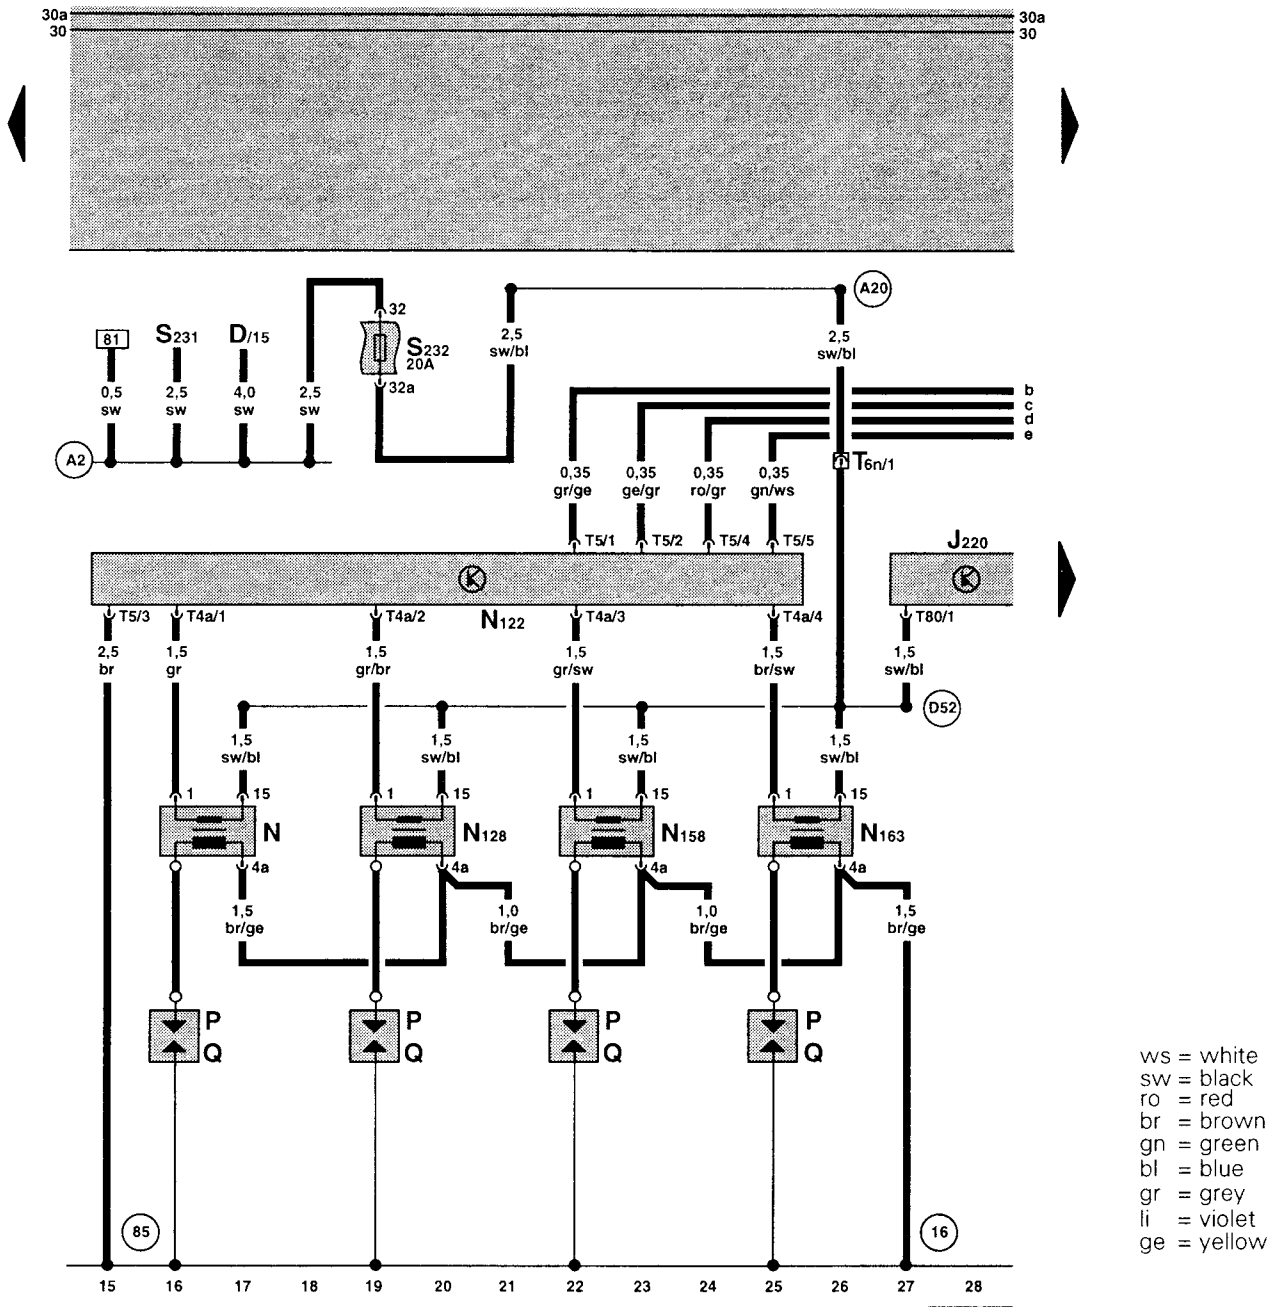 30a 30a
30 30
A20
32
81 S231 D/15
S232
20A
2,5
sw/bl
2,5
sw/bl
32a
0,5
sw
2,5
sw
4,0
sw
2,5
sw
b
c
d
e
A2
T6n/1
0,35
gr/ge
0,35
ge/gr
0,35
ro/gr
0,35
gn/ws
T5/1 T5/2 T5/4 T5/5
J220
T5/3 T4a/1 T4a/2 N122 T4a/3 T4a/4 T80/1
2,5
br
1,5
gr
1,5
gr/br
1,5
gr/sw
1,5
br/sw
1,5
sw/bl
D52
1,5
sw/bl
1,5
sw/bl
1,5
sw/bl
1,5
sw/bl
1 15 1 15 1 15 1 15
N N128 N158 N163
4a 4a 4a 4a
1,5
br/ge
1,0
br/ge
1,0
br/ge
1,5
br/ge
P P P P
Q Q Q Q
ws = white
sw = black
ro = red
br = brown
gn = green
bl = blue
gr = grey
li = violet
ge = yellow
85 16
15 16 17 18 19 20 21 22 23 24 25 26 27 28